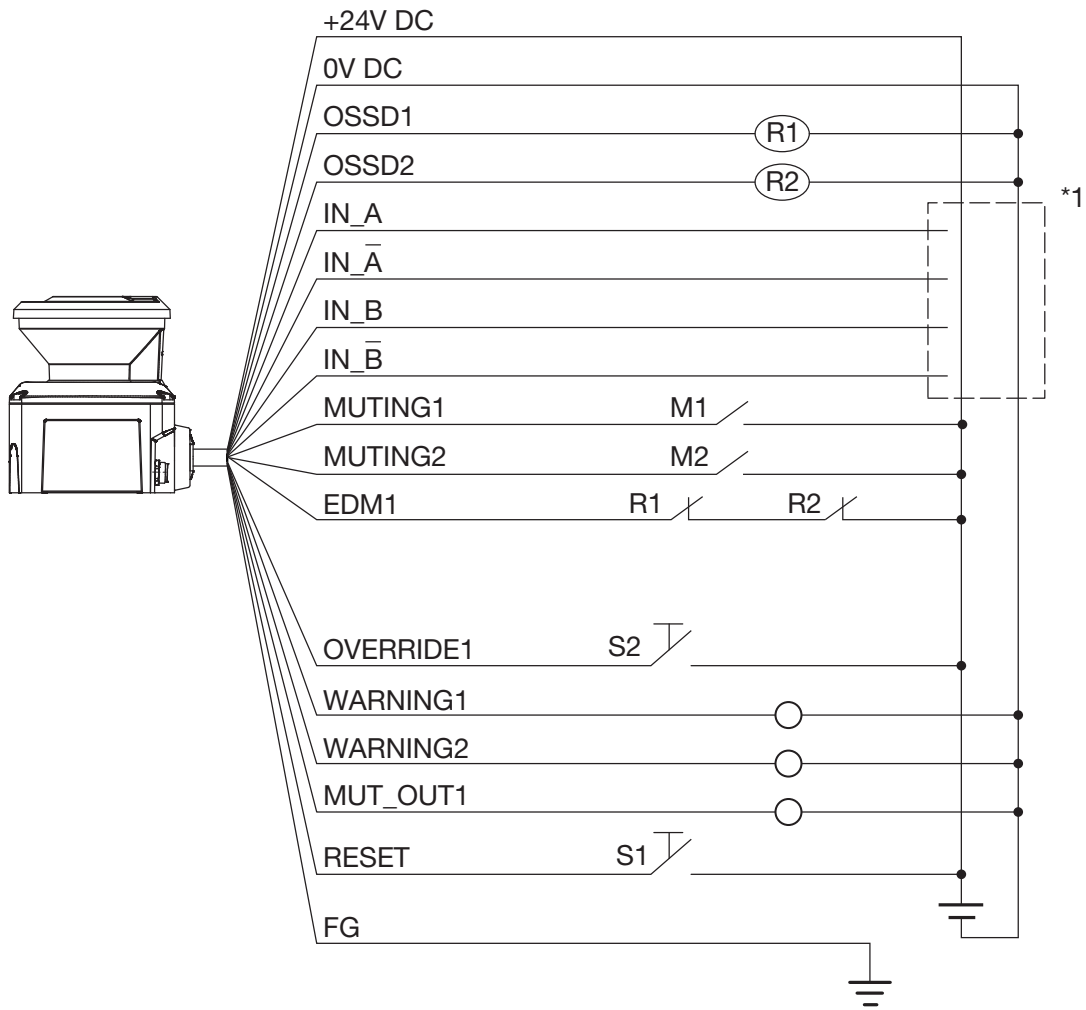 +24V DC
0V DC
OSSD1 R1
OSSD2 R2
*1
IN_A
IN_A̅
IN_B
IN_B̅
MUTING1 M1
MUTING2 M2
EDM1 R1 R2
OVERRIDE1 S2
WARNING1
WARNING2
MUT_OUT1
RESET S1
FG